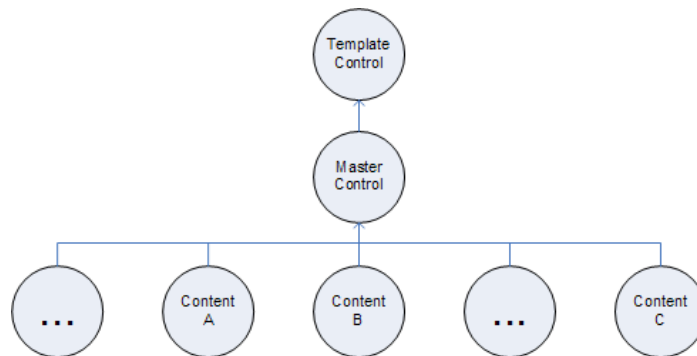 Template
Control
Master
Control
...
Content
A
Content
B
...
Content
C